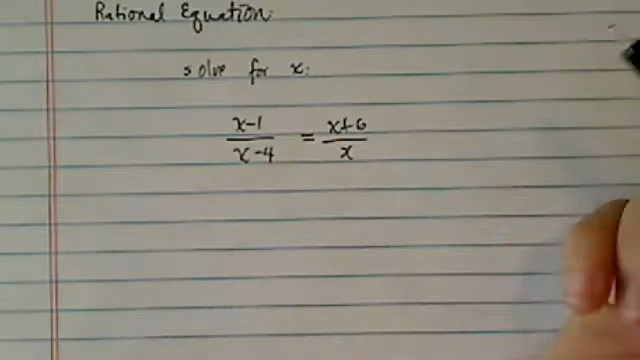 Rational Equation:
solve for x:
x-1 / x-4 = x+6 / x